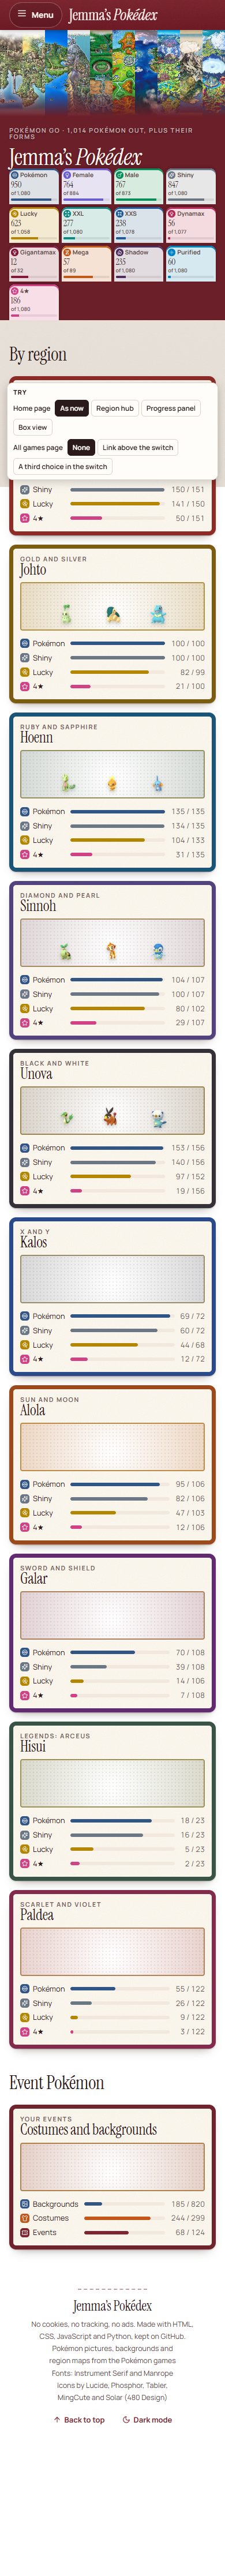 Menu
Jemma's Pokédex
POKÉMON GO · 1,014 POKÉMON OUT, PLUS THEIR
FORMS
Jemma's Pokédex
Pokémon
950
of 1,080
Female
764
of 884
Male
767
of 873
Shiny
847
of 1,080
Lucky
623
of 1,058
XXL
277
of 1,080
XXS
238
of 1,078
Dynamax
56
of 1,077
Gigantamax
12
of 32
Mega
57
of 89
Shadow
235
of 1,080
Purified
60
of 1,080
4★
186
of 1,080
By region
TRY
Home page As now Region hub Progress panel
Box view
All games page None Link above the switch
A third choice in the switch
Shiny 150 / 151
Lucky 141 / 150
4★ 50 / 151
GOLD AND SILVER
Johto
Pokémon 100 / 100
Shiny 100 / 100
Lucky 82 / 99
4★ 21 / 100
RUBY AND SAPPHIRE
Hoenn
Pokémon 135 / 135
Shiny 134 / 135
Lucky 104 / 133
4★ 31 / 135
DIAMOND AND PEARL
Sinnoh
Pokémon 104 / 107
Shiny 100 / 107
Lucky 80 / 102
4★ 29 / 107
BLACK AND WHITE
Unova
Pokémon 153 / 156
Shiny 140 / 156
Lucky 97 / 152
4★ 19 / 156
X AND Y
Kalos
Pokémon 69 / 72
Shiny 60 / 72
Lucky 44 / 68
4★ 12 / 72
SUN AND MOON
Alola
Pokémon 95 / 106
Shiny 82 / 106
Lucky 47 / 103
4★ 12 / 106
SWORD AND SHIELD
Galar
Pokémon 70 / 108
Shiny 39 / 108
Lucky 14 / 106
4★ 7 / 108
LEGENDS: ARCEUS
Hisui
Pokémon 18 / 23
Shiny 16 / 23
Lucky 5 / 23
4★ 2 / 23
SCARLET AND VIOLET
Paldea
Pokémon 55 / 122
Shiny 26 / 122
Lucky 9 / 122
4★ 3 / 122
Event Pokémon
YOUR EVENTS
Costumes and backgrounds
Backgrounds 185 / 820
Costumes 244 / 299
Events 68 / 124
Jemma's Pokédex
No cookies, no tracking, no ads. Made with HTML,
CSS, JavaScript and Python, kept on GitHub.
Pokémon pictures, backgrounds and
region maps from the Pokémon games
Fonts: Instrument Serif and Manrope
Icons by Lucide, Phosphor, Tabler,
MingCute and Solar (480 Design)
Back to top Dark mode